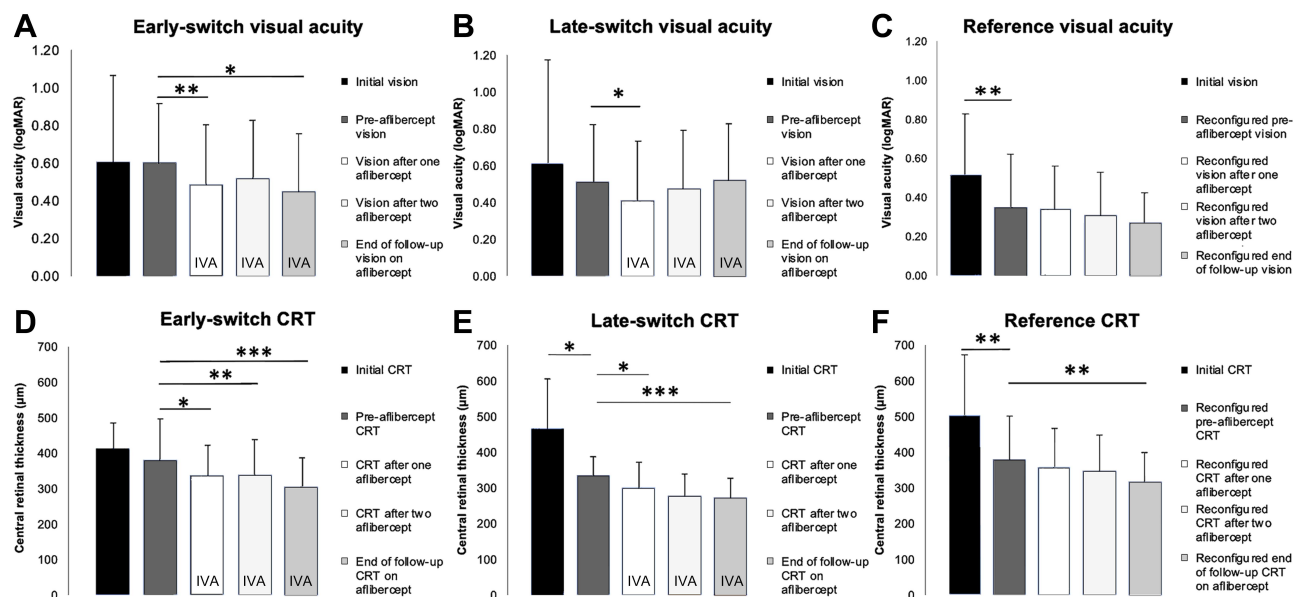 A
Early-switch visual acuity
1.20
1.00
0.80
0.60
0.40
0.20
0.00
Visual acuity (logMAR)
**
*
IVA
IVA
IVA
Initial vision
Pre-aflibercept
vision
Vision after one
aflibercept
Vision after two
aflibercept
End of follow-up
vision on
aflibercept
B
Late-switch visual acuity
1.20
1.00
0.80
0.60
0.40
0.20
0.00
Visual acuity (logMAR)
*
IVA
IVA
IVA
Initial vision
Pre-aflibercept
vision
Vision after one
aflibercept
Vision after two
aflibercept
End of follow-up
vision on
aflibercept
C
Reference visual acuity
1.20
1.00
0.80
0.60
0.40
0.20
0.00
Visual acuity (logMAR)
**
Initial vision
Reconfigured pre-
aflibercept vision
Reconfigured
vision after one
aflibercept
Reconfigured
vision after two
aflibercept
Reconfigured end
of follow-up vision
D
Early-switch CRT
700
600
500
400
300
200
100
0
Central retinal thickness (µm)
***
**
*
IVA
IVA
IVA
Initial CRT
Pre-aflibercept
CRT
CRT after one
aflibercept
CRT after two
aflibercept
End of follow-up
CRT on
aflibercept
E
Late-switch CRT
700
600
500
400
300
200
100
0
Central retinal thickness (µm)
*
*
***
IVA
IVA
IVA
Initial CRT
Pre-aflibercept
CRT
CRT after one
aflibercept
CRT after two
aflibercept
End of follow-up
CRT on
aflibercept
F
Reference CRT
700
600
500
400
300
200
100
0
Central retinal thickness (µm)
**
**
Initial CRT
Reconfigured
pre-aflibercept
CRT
Reconfigured
CRT after one
aflibercept
Reconfigured
CRT after two
aflibercept
Reconfigured end
of follow-up CRT
on aflibercept